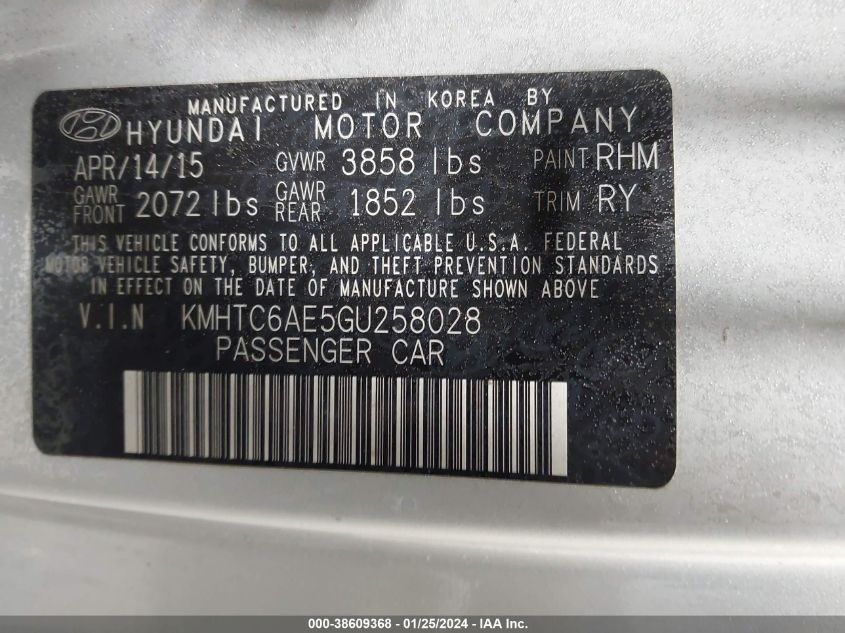 MANUFACTURED IN KOREA BY
HYUNDAI MOTOR COMPANY
APR/14/15 GVWR 3858 lbs PAINT RHM
GAWR FRONT 2072 lbs GAWR REAR 1852 lbs TRIM RY
THIS VEHICLE CONFORMS TO ALL APPLICABLE U.S.A. FEDERAL
MOTOR VEHICLE SAFETY, BUMPER, AND THEFT PREVENTION STANDARDS
IN EFFECT ON THE DATE OF MANUFACTURE SHOWN ABOVE
V.I.N KMHTC6AE5GU258028
PASSENGER CAR
000-38609368 - 01/25/2024 - IAA Inc.